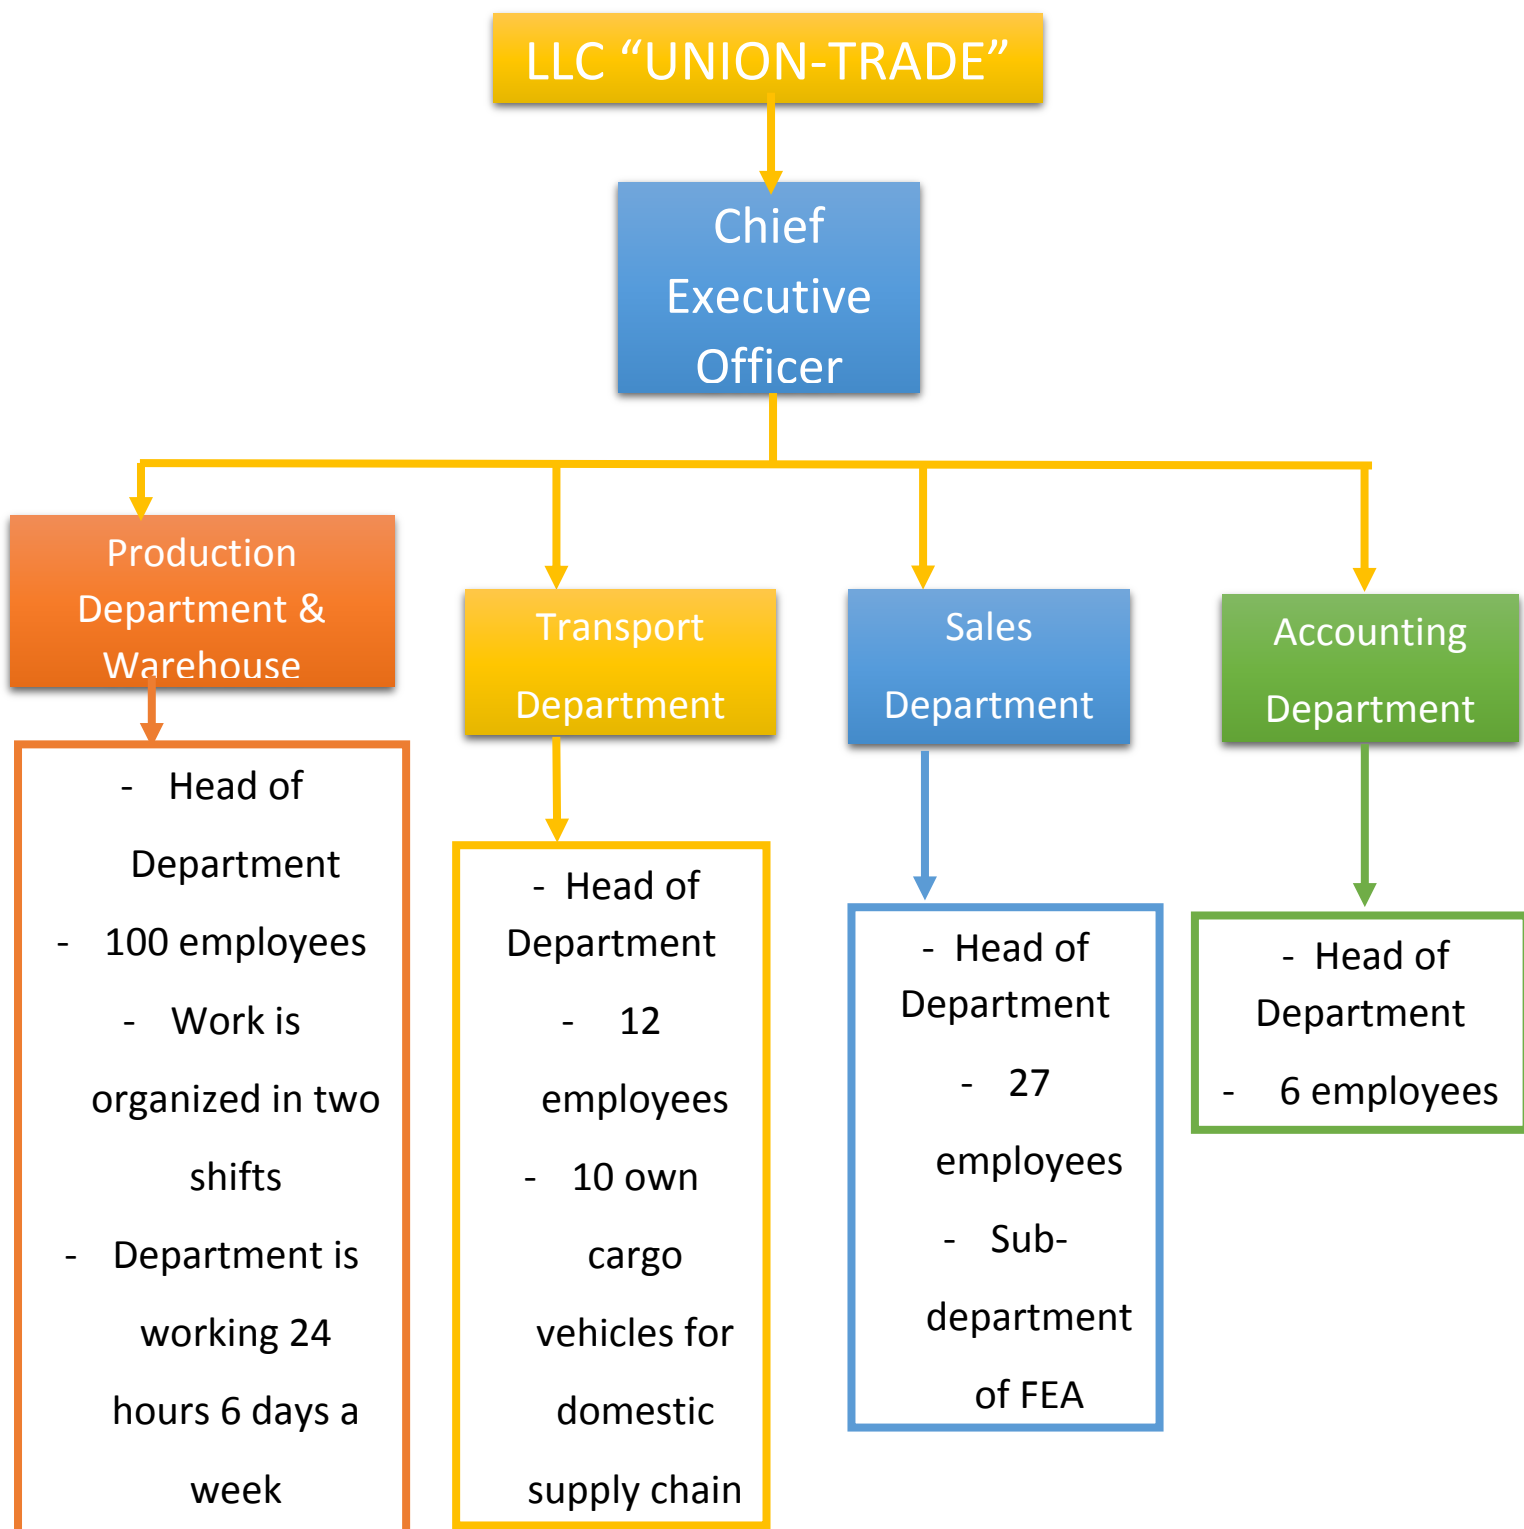 LLC “UNION-TRADE”
Chief
Executive
Officer
Production
Department &
Warehouse
Transport
Department
Sales
Department
Accounting
Department
- Head of
Department
- 100 employees
- Work is
organized in two
shifts
- Department is
working 24
hours 6 days a
week
- Head of
Department
- 12
employees
- 10 own
cargo
vehicles for
domestic
supply chain
- Head of
Department
- 27
employees
- Sub-
department
of FEA
- Head of
Department
- 6 employees